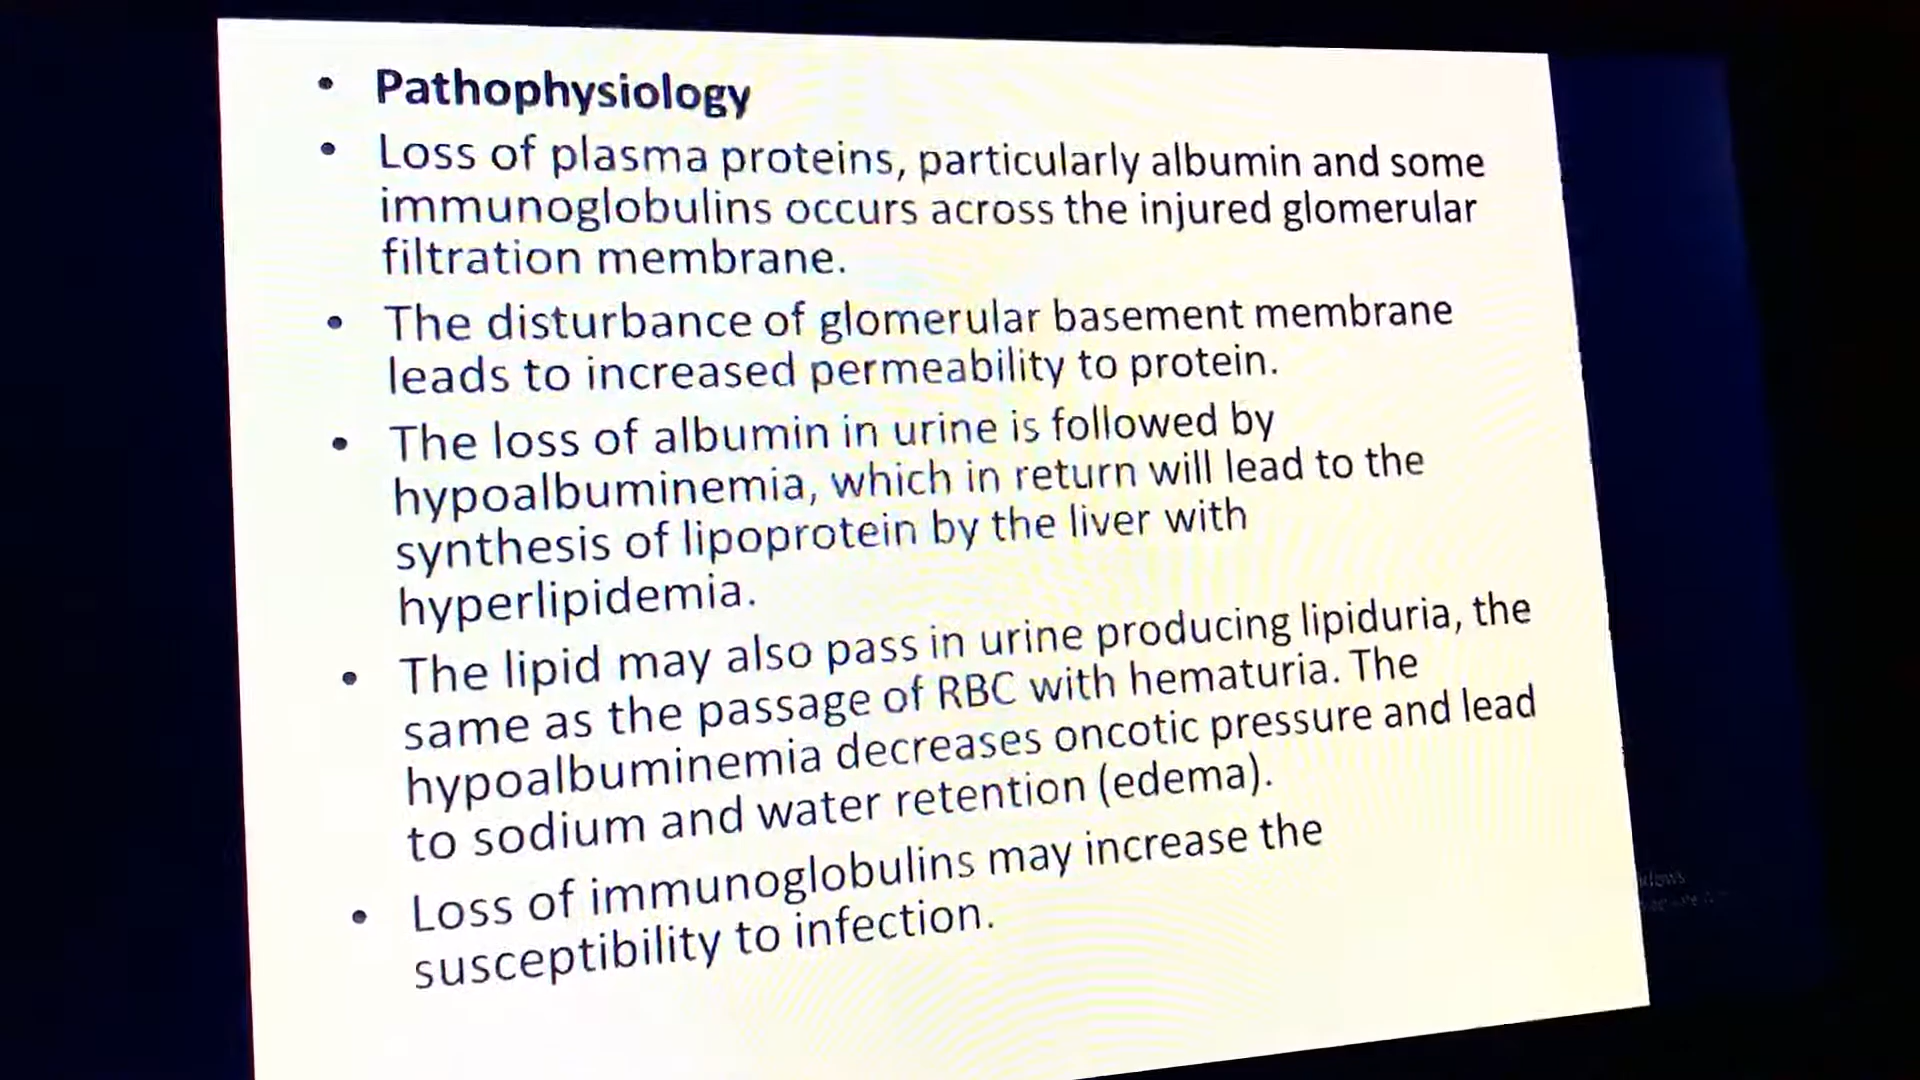 • Pathophysiology
• Loss of plasma proteins, particularly albumin and some
immunoglobulins occurs across the injured glomerular
filtration membrane.
• The disturbance of glomerular basement membrane
leads to increased permeability to protein.
• The loss of albumin in urine is followed by
hypoalbuminemia, which in return will lead to the
synthesis of lipoprotein by the liver with
hyperlipidemia.
• The lipid may also pass in urine producing lipiduria, the
same as the passage of RBC with hematuria. The
hypoalbuminemia decreases oncotic pressure and lead
to sodium and water retention (edema).
• Loss of immunoglobulins may increase the
susceptibility to infection.